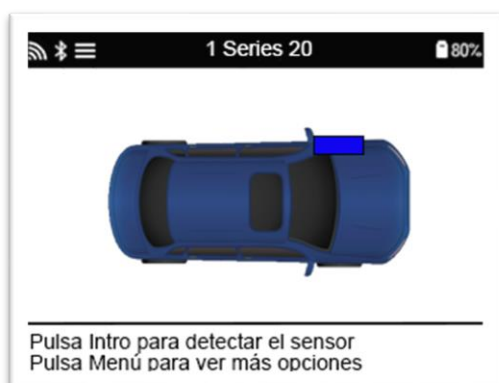 1 Series 20
80%
Pulsa Intro para detectar el sensor
Pulsa Menú para ver más opciones